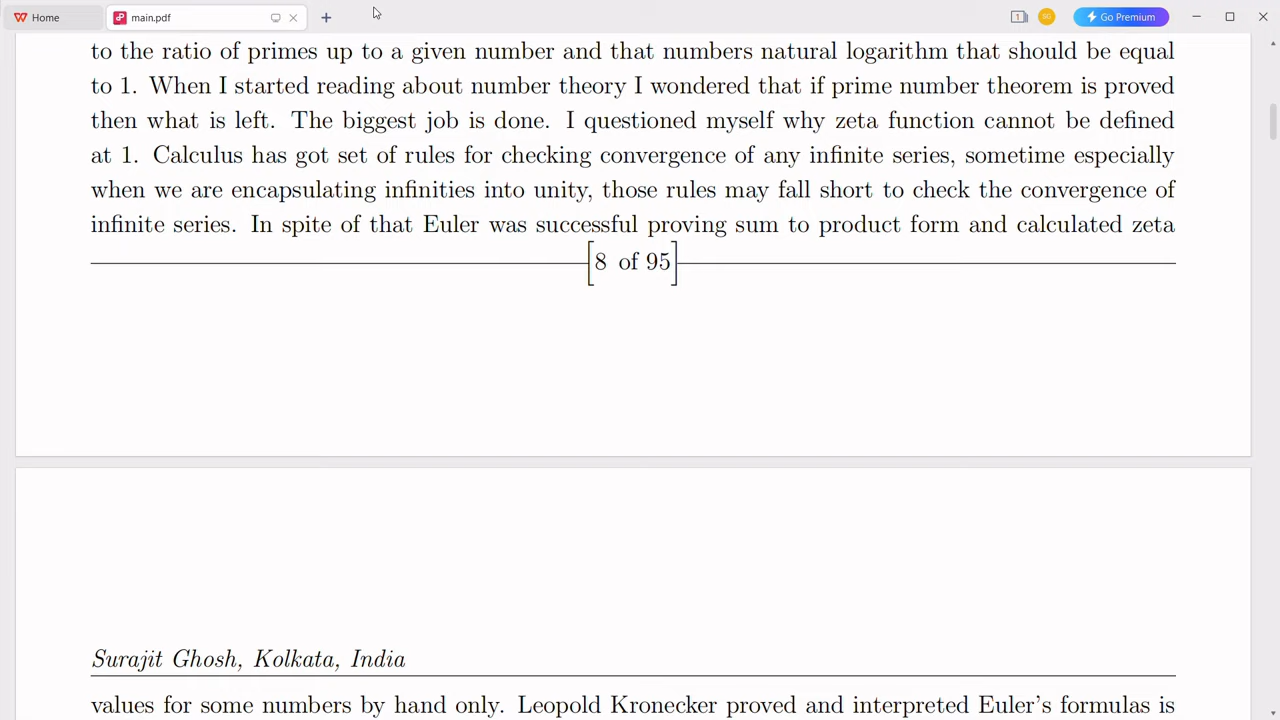 Home
main.pdf
1
SG
Go Premium
to the ratio of primes up to a given number and that numbers natural logarithm that should be equal
to 1. When I started reading about number theory I wondered that if prime number theorem is proved
then what is left. The biggest job is done. I questioned myself why zeta function cannot be defined
at 1. Calculus has got set of rules for checking convergence of any infinite series, sometime especially
when we are encapsulating infinities into unity, those rules may fall short to check the convergence of
infinite series. In spite of that Euler was successful proving sum to product form and calculated zeta
8 of 95
Surajit Ghosh, Kolkata, India
values for some numbers by hand only. Leopold Kronecker proved and interpreted Euler's formulas is